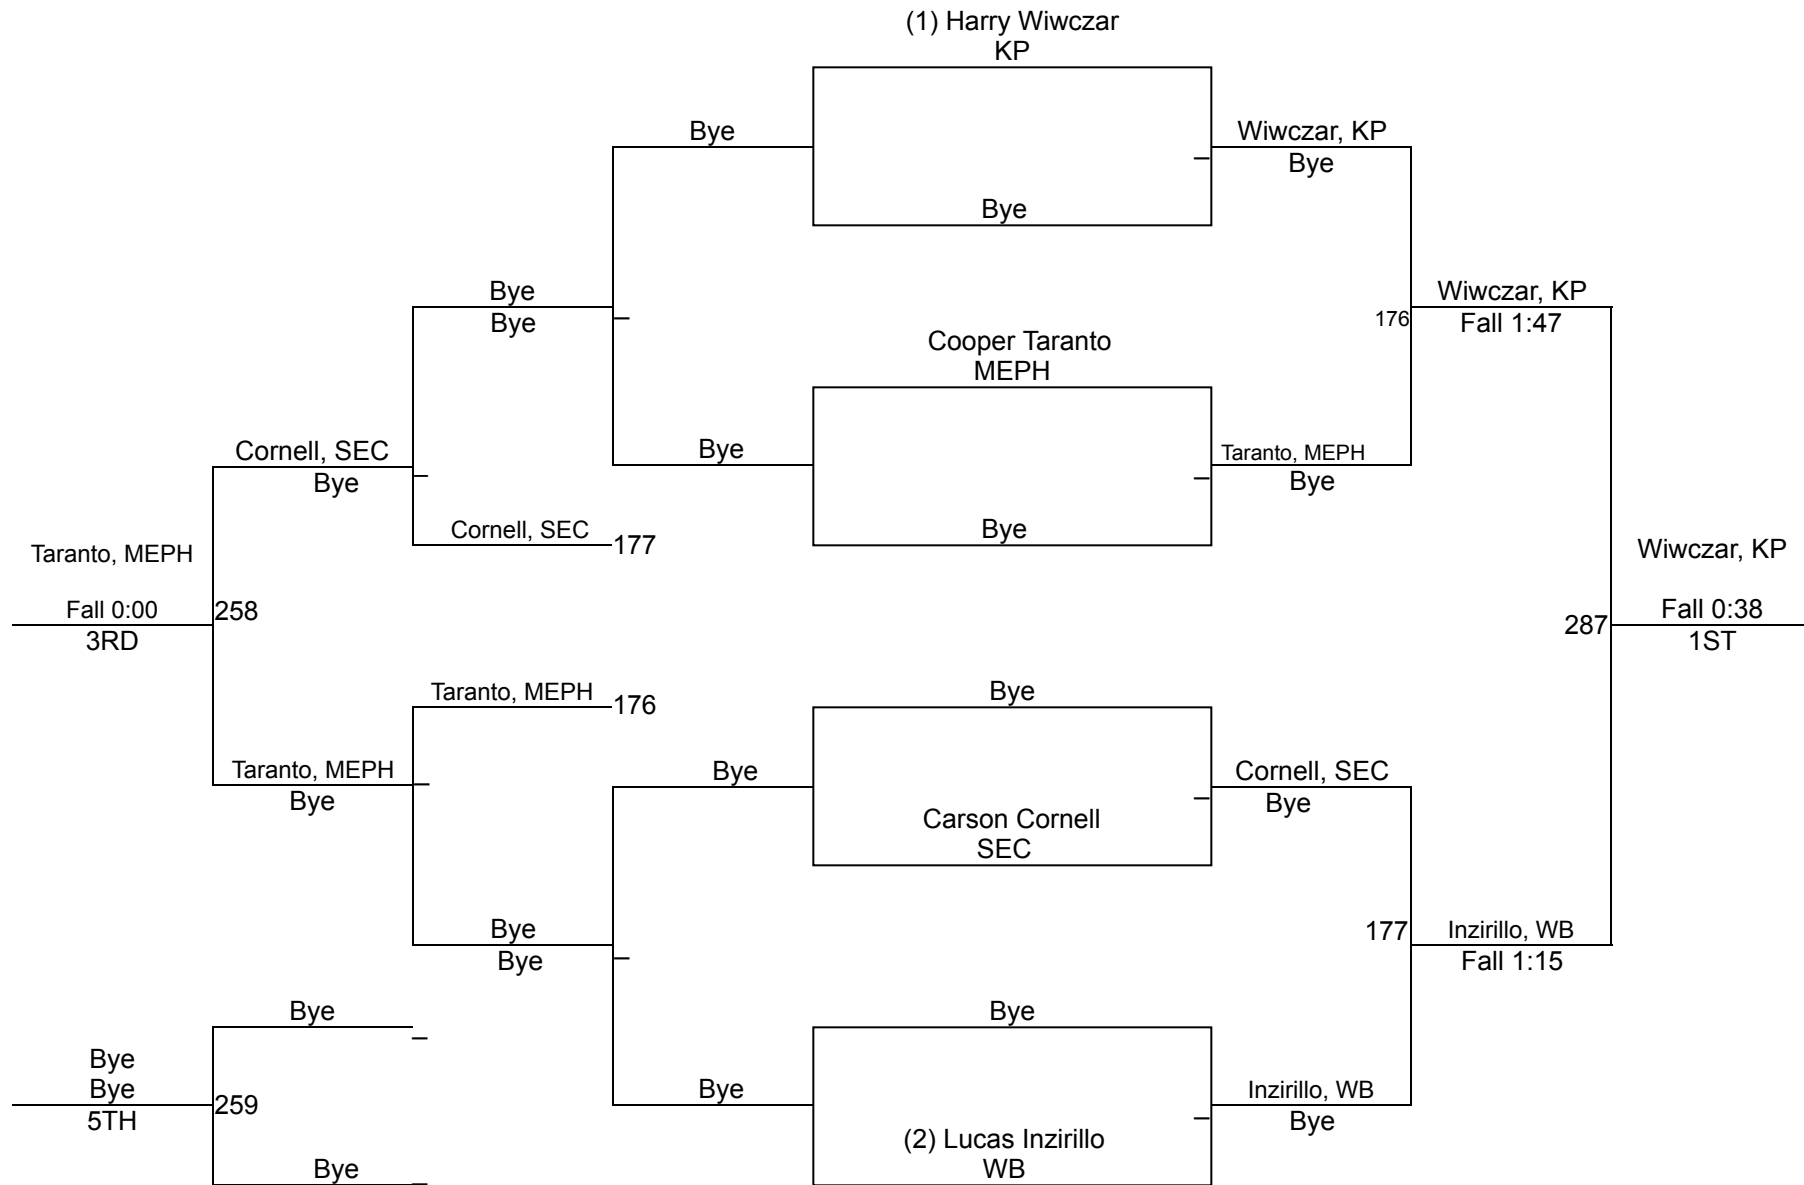 (1) Harry Wiwczar
KP
Bye
Wiwczar, KP
Bye
Bye
Bye
Bye
Wiwczar, KP
176
Fall 1:47
Cooper Taranto
MEPH
Cornell, SEC
Bye
Bye
Taranto, MEPH
Bye
Cornell, SEC
177
Bye
Taranto, MEPH
Fall 0:00
3RD
258
Wiwczar, KP
287
Fall 0:38
1ST
Taranto, MEPH
176
Bye
Taranto, MEPH
Bye
Bye
Cornell, SEC
Bye
Carson Cornell
SEC
Bye
Bye
177
Inzirillo, WB
Fall 1:15
Bye
Bye
Bye
Bye
5TH
259
Bye
Inzirillo, WB
Bye
(2) Lucas Inzirillo
WB
Bye